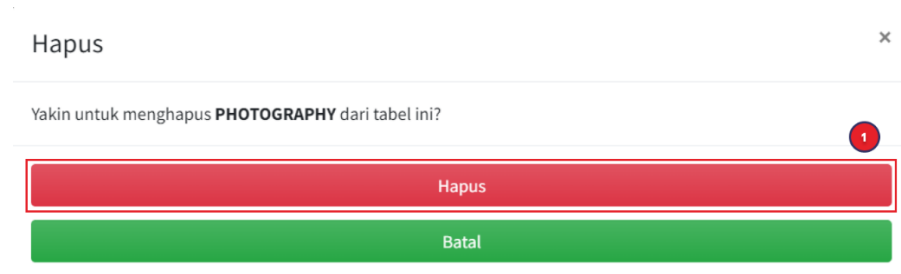 Hapus
×
Yakin untuk menghapus PHOTOGRAPHY dari tabel ini?
1
Hapus
Batal